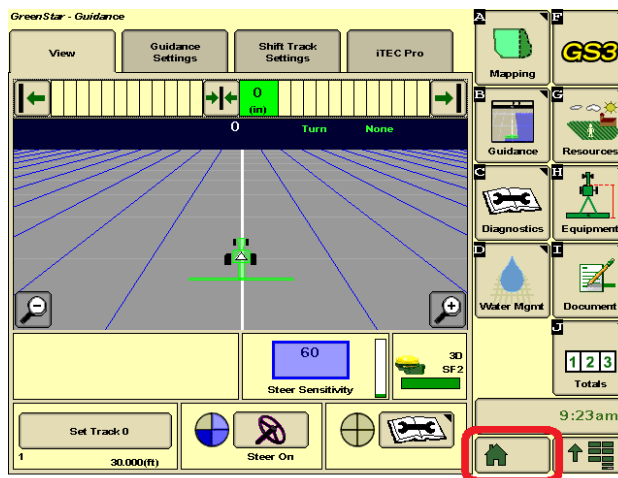 GreenStar - Guidance
View
Guidance
Settings
Shift Track
Settings
iTEC Pro
0
(in)
0
Turn
None
60
Steer Sensitivity
3D
SF2
Set Track 0
1
30.000(ft)
Steer On
A
Mapping
F
GS3
B
Guidance
G
Resources
C
Diagnostics
H
Equipment
D
Water Mgmt
I
Document
J
1 2 3
Totals
9:23am